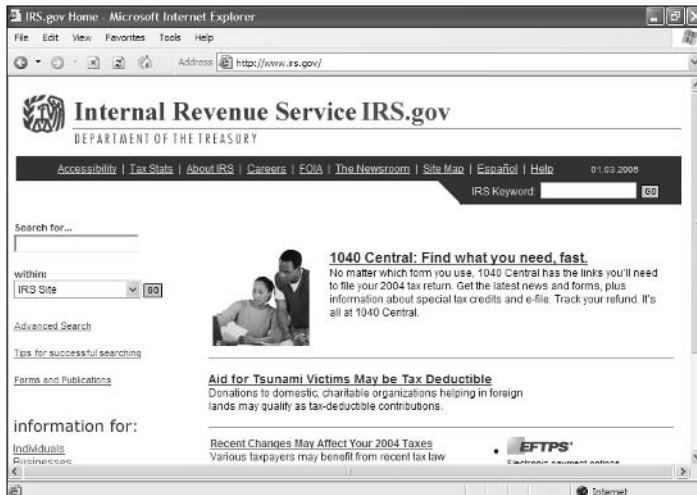 IRS.gov Home - Microsoft Internet Explorer
File Edit View Favorites Tools Help
Address http://www.irs.gov/
Internal Revenue Service IRS.gov
DEPARTMENT OF THE TREASURY
Accessibility | Tax Stats | About IRS | Careers | FOIA | The Newsroom | Site Map | Español | Help 01.03.2005
IRS Keyword: GO
Search for...
within:
IRS Site GO
Advanced Search
Tips for successful searching
Forms and Publications
information for:
Individuals
Businesses
1040 Central: Find what you need, fast.
No matter which form you use, 1040 Central has the links you'll need
to file your 2004 tax return. Get the latest news and forms, plus
information about special tax credits and e-file. Track your refund. It's
all at 1040 Central.
Aid for Tsunami Victims May be Tax Deductible
Donations to domestic, charitable organizations helping in foreign
lands may qualify as tax-deductible contributions.
Recent Changes May Affect Your 2004 Taxes
Various taxpayers may benefit from recent tax law
EFTPS
Electronic payment options
Internet